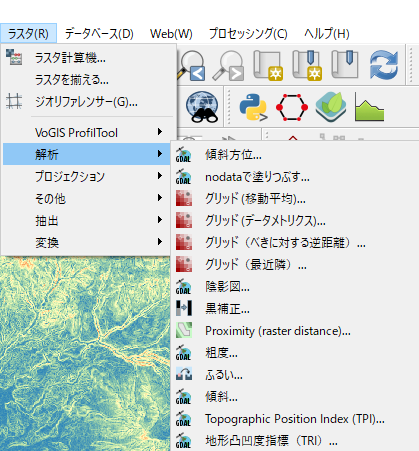 ラスタ(R) データベース(D) Web(W) プロセッシング(C) ヘルプ(H)
ラスタ計算機...
ラスタを揃える...
ジオリファレンサー(G)...
VoGIS ProfilTool
解析
プロジェクション
その他
抽出
変換
GDAL 傾斜方位...
GDAL nodataで塗りつぶす...
グリッド (移動平均)...
グリッド (データメトリクス)...
グリッド（べきに対する逆距離）...
グリッド（最近隣）...
GDAL 陰影図...
黒補正...
Proximity (raster distance)...
GDAL 粗度...
ふるい...
GDAL 傾斜...
GDAL Topographic Position Index (TPI)...
GDAL 地形凸凹度指標（TRI）...